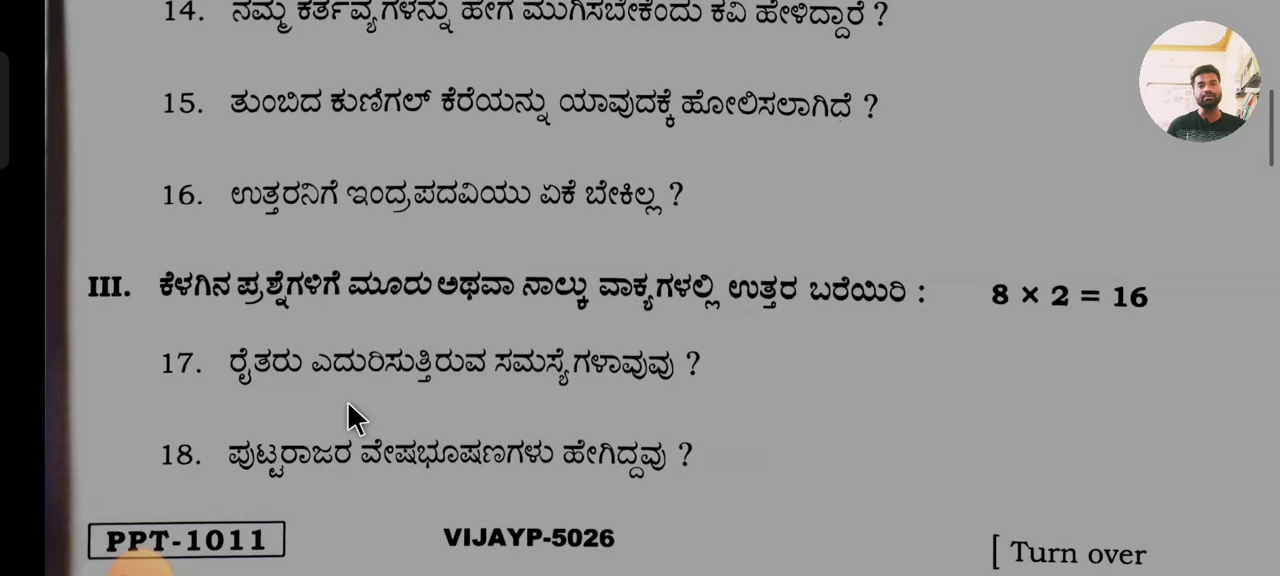 14. ನಮ್ಮ ಕರ್ತವ್ಯಗಳನ್ನು ಹೇಗೆ ಮುಗಿಸಬೇಕೆಂದು ಕವಿ ಹೇಳಿದ್ದಾರೆ ?
15. ತುಂಬಿದ ಕುಣಿಗಲ್ ಕೆರೆಯನ್ನು ಯಾವುದಕ್ಕೆ ಹೋಲಿಸಲಾಗಿದೆ ?
16. ಉತ್ತರನಿಗೆ ಇಂದ್ರಪದವಿಯು ಏಕೆ ಬೇಕಿಲ್ಲ ?
III. ಕೆಳಗಿನ ಪ್ರಶ್ನೆಗಳಿಗೆ ಮೂರು ಅಥವಾ ನಾಲ್ಕು ವಾಕ್ಯಗಳಲ್ಲಿ ಉತ್ತರ ಬರೆಯಿರಿ : 8 × 2 = 16
17. ರೈತರು ಎದುರಿಸುತ್ತಿರುವ ಸಮಸ್ಯೆಗಳಾವುವು ?
18. ಪುಟ್ಟರಾಜರ ವೇಷಭೂಷಣಗಳು ಹೇಗಿದ್ದವು ?
PPT-1011 VIJAYP-5026 [ Turn over